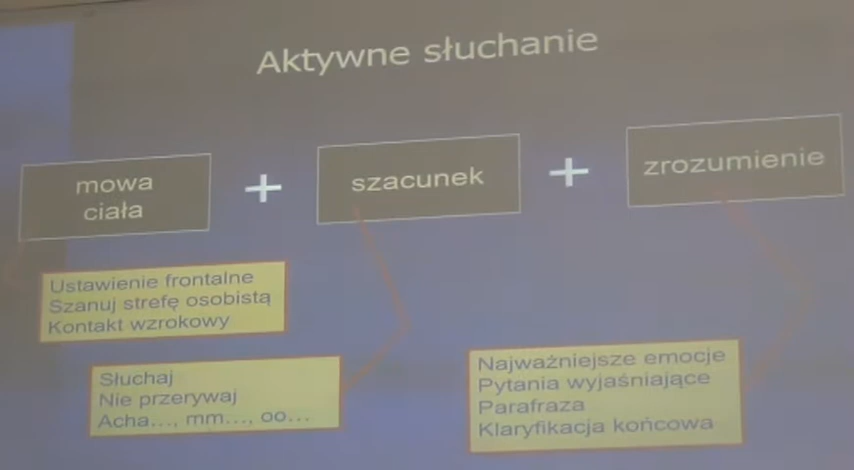 Aktywne słuchanie
mowa
ciała
+
szacunek
+
zrozumienie
Ustawienie frontalne
Szanuj strefę osobistą
Kontakt wzrokowy
Słuchaj
Nie przerywaj
Acha..., mm..., oo...
Najważniejsze emocje
Pytania wyjaśniające
Parafraza
Klaryfikacja końcowa